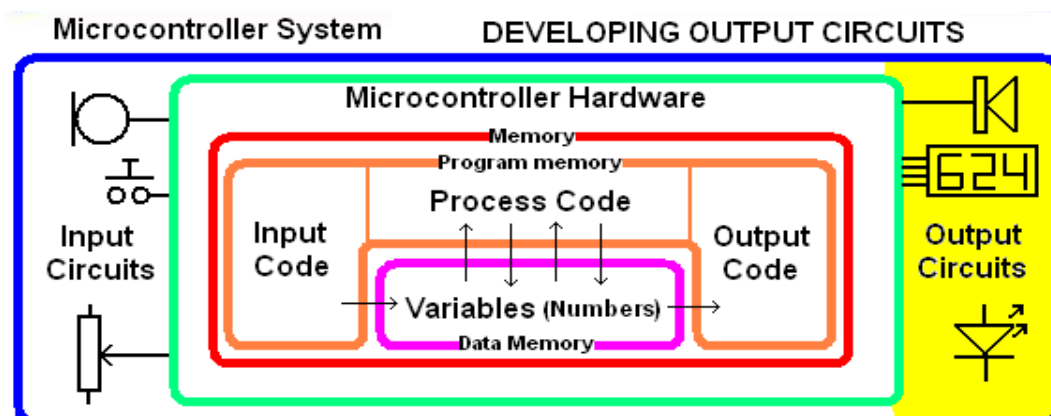 Microcontroller System
DEVELOPING OUTPUT CIRCUITS
Microcontroller Hardware
Memory
Program memory
Process Code
Input
Code
Output
Code
Input
Circuits
624
Output
Circuits
Variables (Numbers)
Data Memory